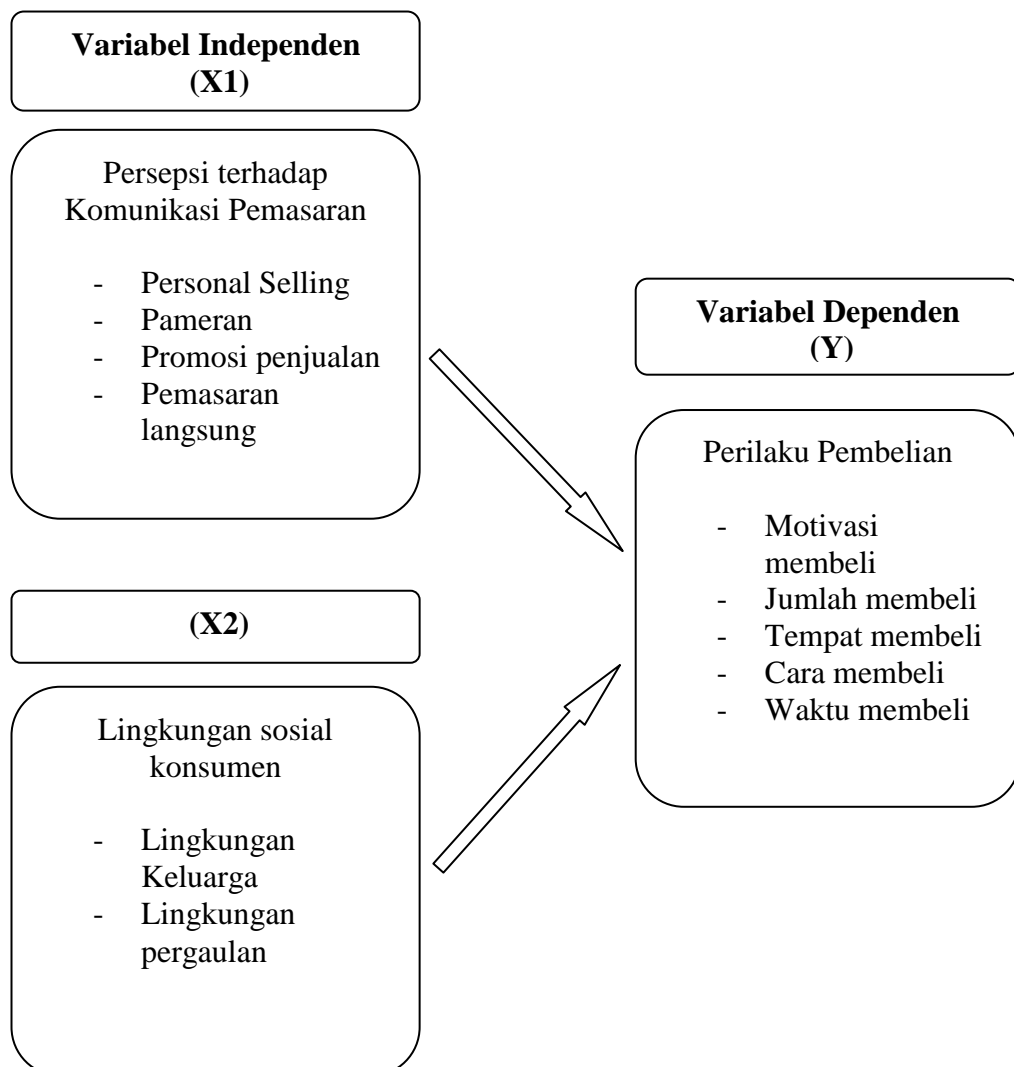 Variabel Independen
(X1)
Persepsi terhadap
Komunikasi Pemasaran
- Personal Selling
- Pameran
- Promosi penjualan
- Pemasaran
langsung
(X2)
Lingkungan sosial
konsumen
- Lingkungan
Keluarga
- Lingkungan
pergaulan
Variabel Dependen
(Y)
Perilaku Pembelian
- Motivasi
membeli
- Jumlah membeli
- Tempat membeli
- Cara membeli
- Waktu membeli